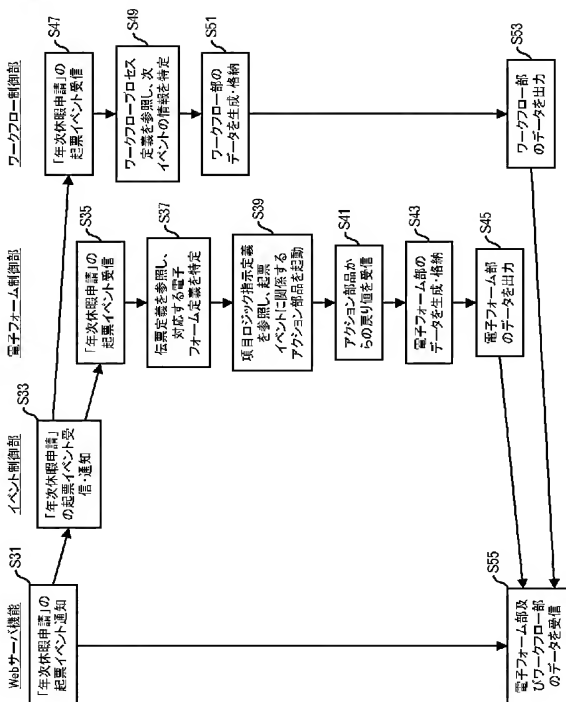 Webサーバ機能
S31
「年次休暇申請」の
起票イベント通知
S55
電子フォーム部及
びワークフロー部
のデータを受信
イベント制御部
S33
「年次休暇申請」
の起票イベント受
信・通知
電子フォーム制御部
S35
「年次休暇申請」の
起票イベント受信
S37
伝票定義を参照し、
対応する電子
フォーム定義を特定
S39
項目ロジック指示定義
を参照し、起票
イベントに関係する
アクション部品を起動
S41
アクション部品か
らの戻り値を受信
S43
電子フォーム部の
データを生成・格納
S45
電子フォーム部
のデータを出力
ワークフロー制御部
S47
「年次休暇申請」の
起票イベント受信
S49
ワークフロープロセス
定義を参照し、次
イベントの情報を特定
S51
ワークフロー部の
データを生成・格納
S53
ワークフロー部
のデータを出力